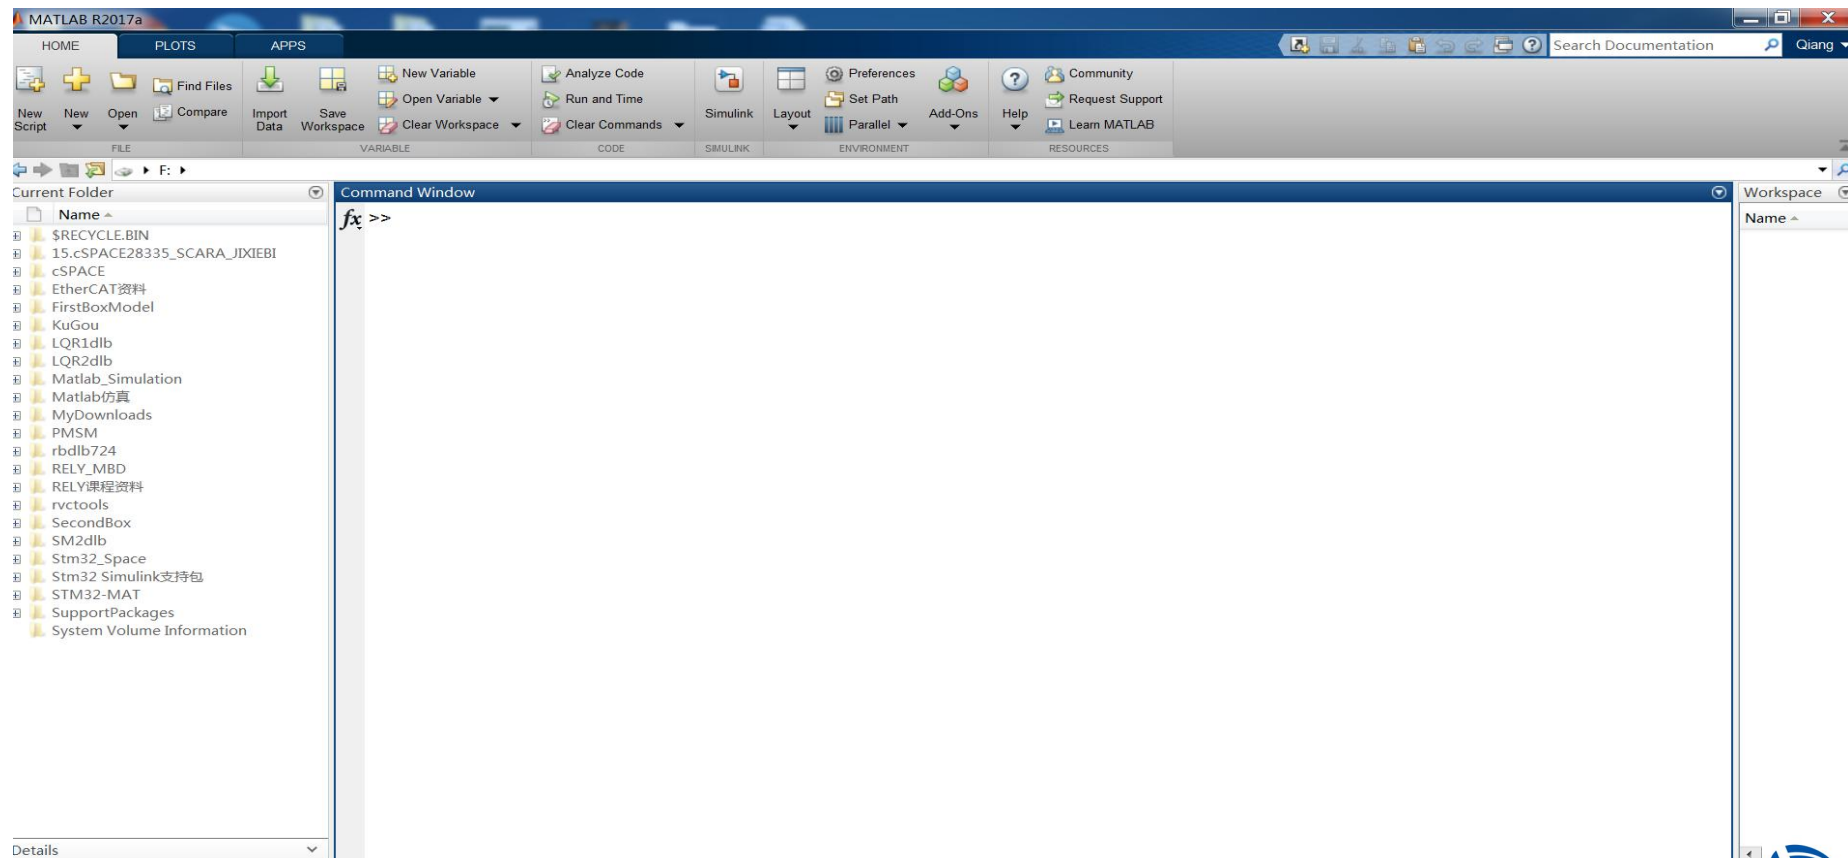 MATLAB R2017a
HOME PLOTS APPS
Search Documentation Qiang
New Script New Open Find Files Compare
Import Data Save Workspace New Variable Open Variable Clear Workspace
Analyze Code Run and Time Clear Commands
Simulink Layout Preferences Set Path Parallel Add-Ons
Help Community Request Support Learn MATLAB
FILE VARIABLE CODE SIMULINK ENVIRONMENT RESOURCES
F:
Current Folder Command Window Workspace
Name
fx >>
Name
$RECYCLE.BIN
15.cSPACE28335_SCARA_JIXIEBI
cSPACE
EtherCAT资料
FirstBoxModel
KuGou
LQR1dlb
LQR2dlb
Matlab_Simulation
Matlab仿真
MyDownloads
PMSM
rbdlb724
RELY_MBD
RELY课程资料
rvctools
SecondBox
SM2dlb
Stm32_Space
Stm32 Simulink支持包
STM32-MAT
SupportPackages
System Volume Information
Details